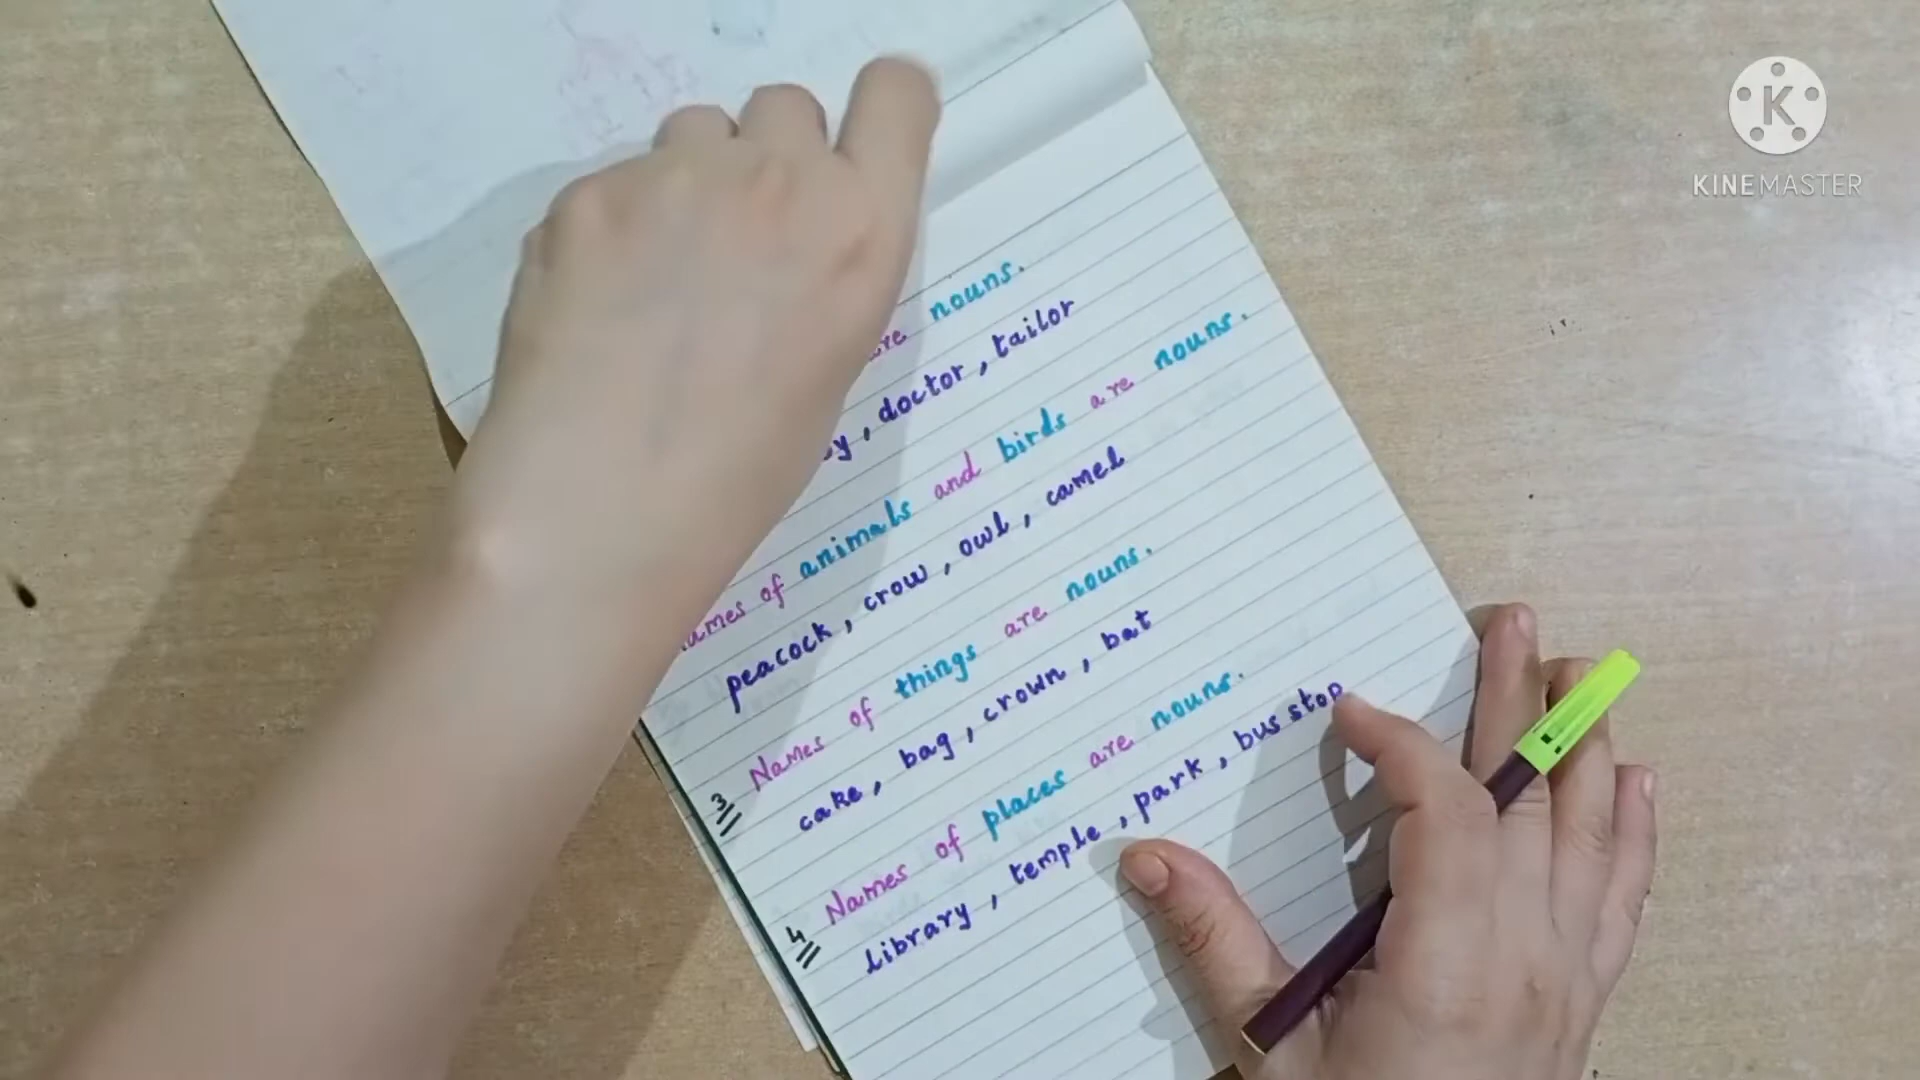 nouns.
, doctor, tailor
of animals and birds are nouns.
peacock, crow, owl, camel
3 Names of things are nouns.
cake, bag, crown, bat
4 Names of places are nouns.
Library, temple, park, bus stop
K
KINEMASTER